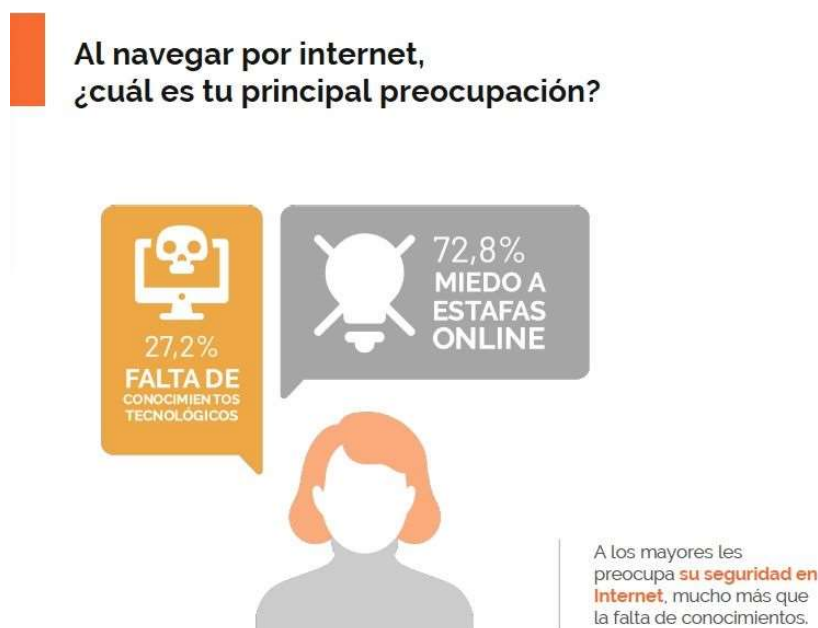 Al navegar por internet,
¿cuál es tu principal preocupación?
27,2%
FALTA DE
CONOCIMIENTOS
TECNOLÓGICOS
72,8%
MIEDO A
ESTAFAS
ONLINE
A los mayores les
preocupa su seguridad en
Internet, mucho más que
la falta de conocimientos.